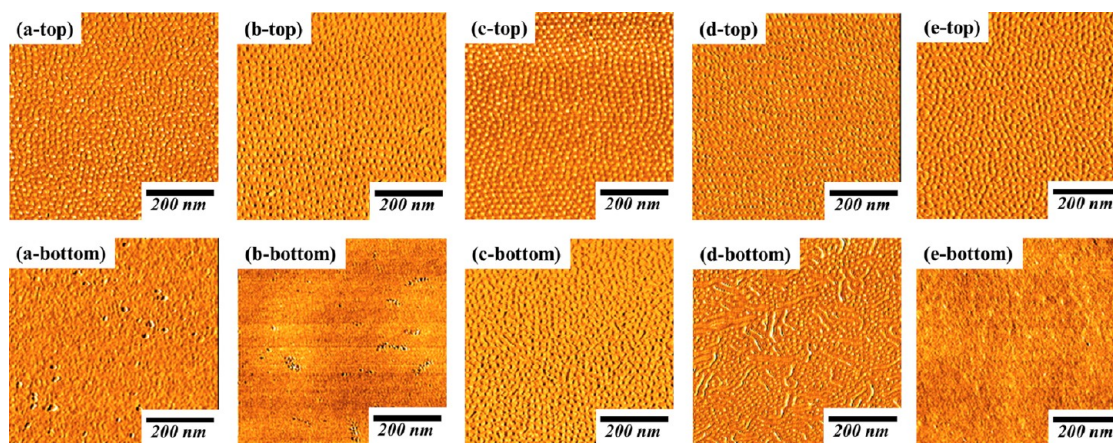 (a-top)
200 nm
(b-top)
200 nm
(c-top)
200 nm
(d-top)
200 nm
(e-top)
200 nm
(a-bottom)
200 nm
(b-bottom)
200 nm
(c-bottom)
200 nm
(d-bottom)
200 nm
(e-bottom)
200 nm